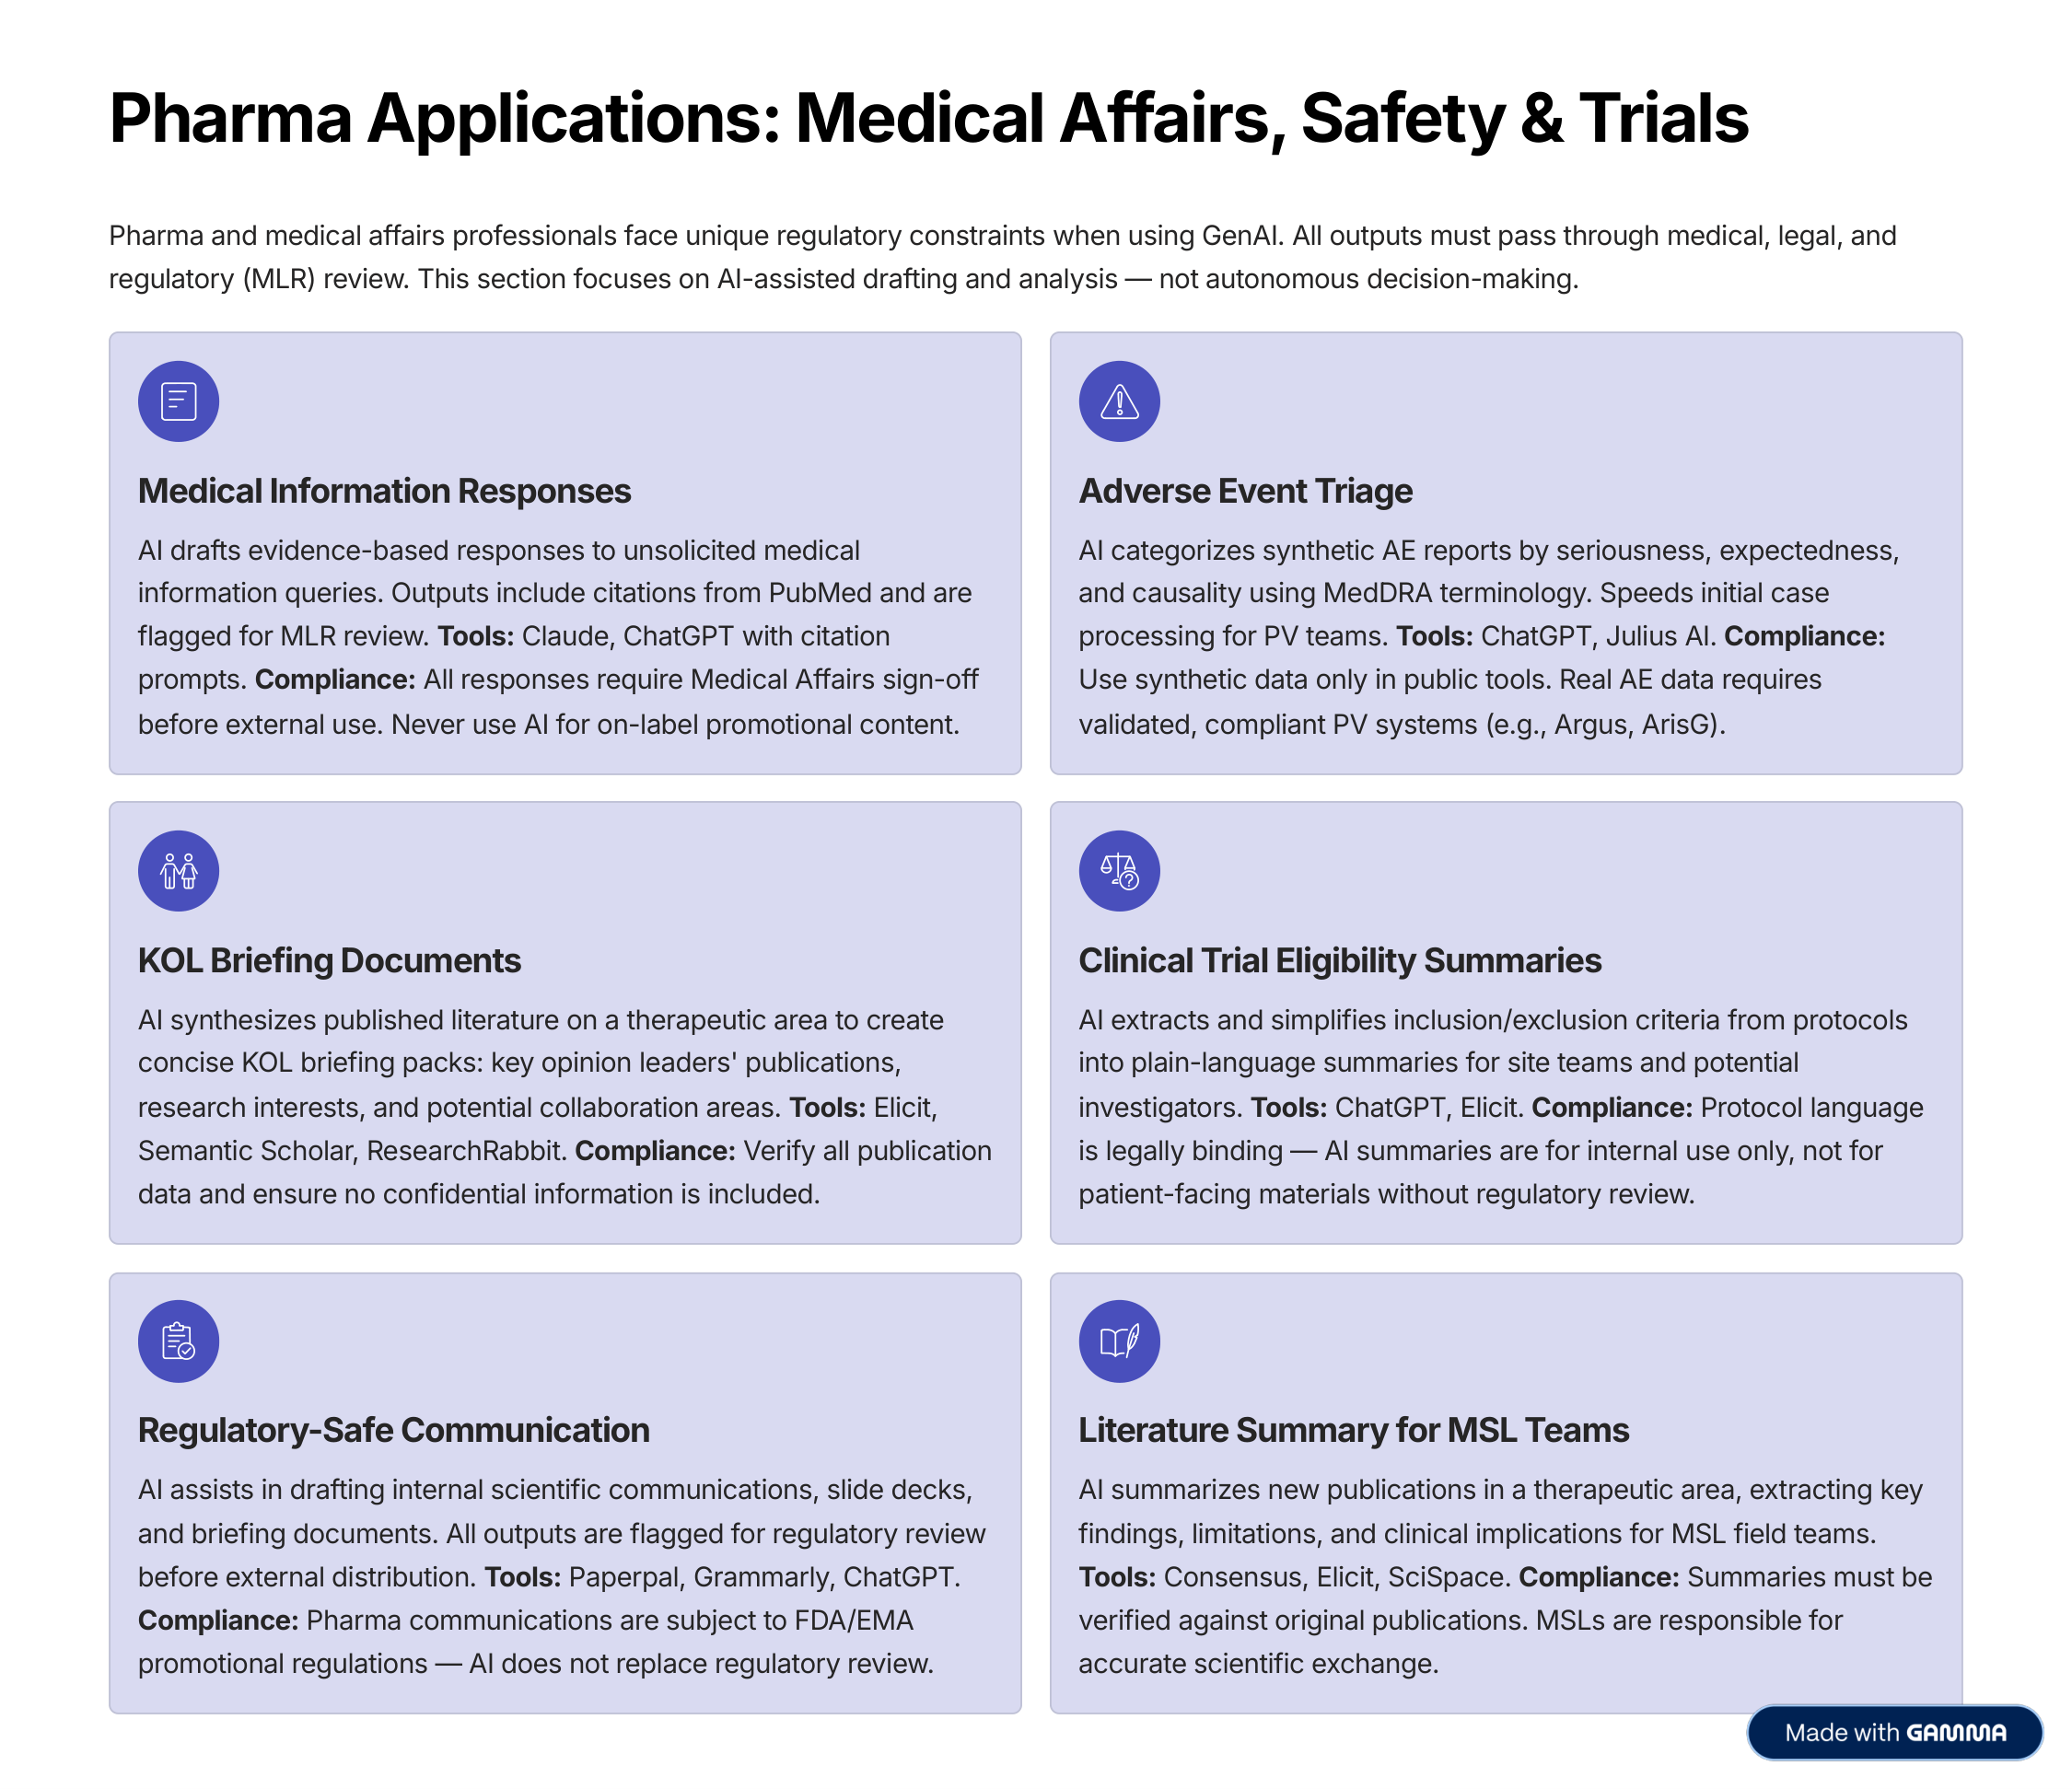 Pharma Applications: Medical Affairs, Safety & Trials
Pharma and medical affairs professionals face unique regulatory constraints when using GenAI. All outputs must pass through medical, legal, and
regulatory (MLR) review. This section focuses on AI-assisted drafting and analysis — not autonomous decision-making.
Medical Information Responses
AI drafts evidence-based responses to unsolicited medical
information queries. Outputs include citations from PubMed and are
flagged for MLR review. Tools: Claude, ChatGPT with citation
prompts. Compliance: All responses require Medical Affairs sign-off
before external use. Never use AI for on-label promotional content.
Adverse Event Triage
AI categorizes synthetic AE reports by seriousness, expectedness,
and causality using MedDRA terminology. Speeds initial case
processing for PV teams. Tools: ChatGPT, Julius AI. Compliance:
Use synthetic data only in public tools. Real AE data requires
validated, compliant PV systems (e.g., Argus, ArisG).
KOL Briefing Documents
AI synthesizes published literature on a therapeutic area to create
concise KOL briefing packs: key opinion leaders' publications,
research interests, and potential collaboration areas. Tools: Elicit,
Semantic Scholar, ResearchRabbit. Compliance: Verify all publication
data and ensure no confidential information is included.
Clinical Trial Eligibility Summaries
AI extracts and simplifies inclusion/exclusion criteria from protocols
into plain-language summaries for site teams and potential
investigators. Tools: ChatGPT, Elicit. Compliance: Protocol language
is legally binding — AI summaries are for internal use only, not for
patient-facing materials without regulatory review.
Regulatory-Safe Communication
AI assists in drafting internal scientific communications, slide decks,
and briefing documents. All outputs are flagged for regulatory review
before external distribution. Tools: Paperpal, Grammarly, ChatGPT.
Compliance: Pharma communications are subject to FDA/EMA
promotional regulations — AI does not replace regulatory review.
Literature Summary for MSL Teams
AI summarizes new publications in a therapeutic area, extracting key
findings, limitations, and clinical implications for MSL field teams.
Tools: Consensus, Elicit, SciSpace. Compliance: Summaries must be
verified against original publications. MSLs are responsible for
accurate scientific exchange.
Made with GAMMA